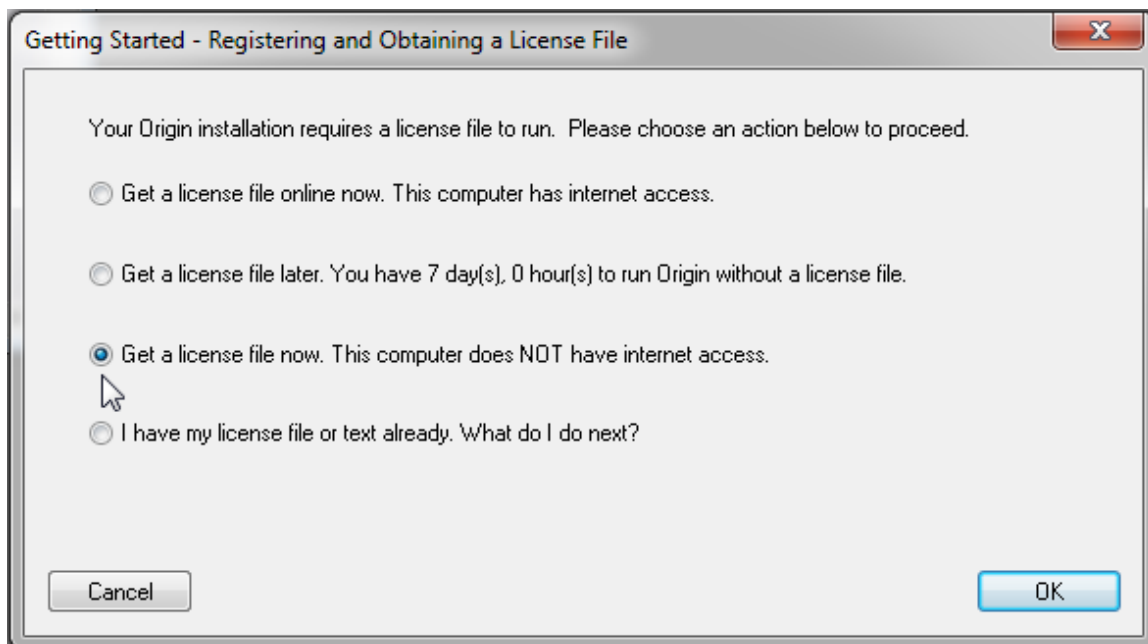 Getting Started - Registering and Obtaining a License File
Your Origin installation requires a license file to run.  Please choose an action below to proceed.
Get a license file online now. This computer has internet access.
Get a license file later. You have 7 day(s), 0 hour(s) to run Origin without a license file.
Get a license file now. This computer does NOT have internet access.
I have my license file or text already. What do I do next?
Cancel
OK